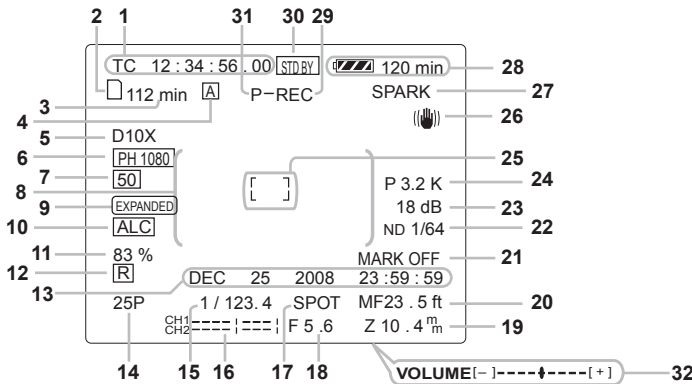 2 1 31 30 29
TC 12 : 34 : 56 . 00 STD BY 120 min 28
3 112 min A P-REC SPARK 27
4 26
5 D10X 25
6 PH 1080
7 50 P 3.2 K 24
8
9 EXPANDED 18 dB 23
10 ALC ND 1/64 22
11 83 % MARK OFF 21
12 R
13 DEC 25 2008 23 :59 : 59
25P 1 / 123. 4 SPOT MF23 . 5 ft 20
CH1
CH2 F 5 .6 Z 10 . 4 mm 19
14 15 16 17 18
VOLUME [–] [+] 32